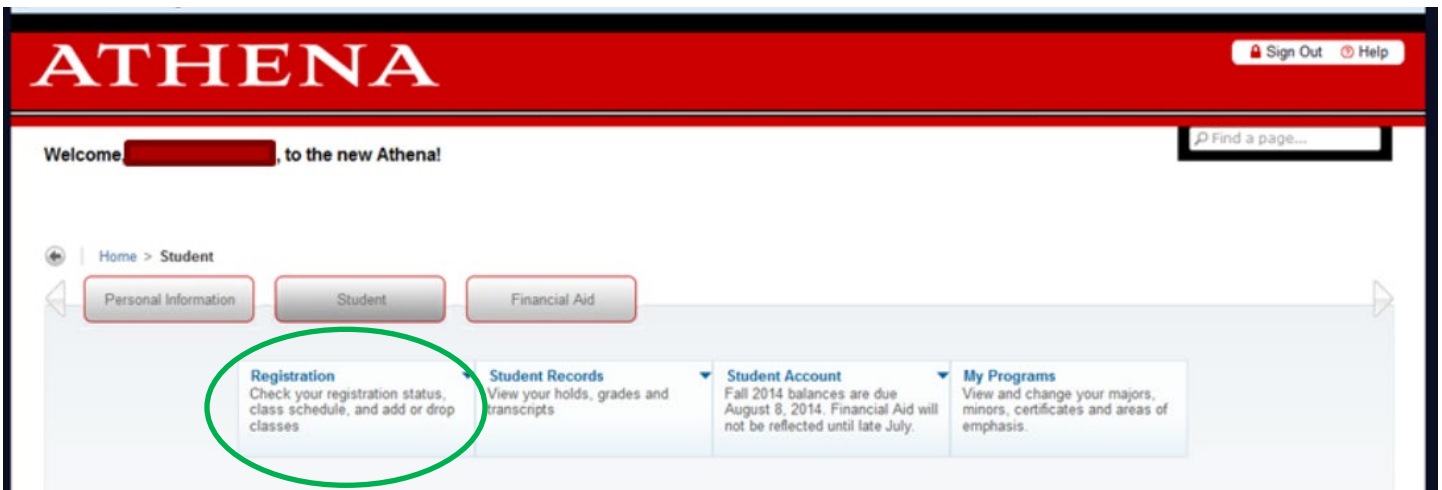 ATHENA
Sign Out Help
Welcome, , to the new Athena!
Find a page...
Home > Student
Personal Information
Student
Financial Aid
Registration
Check your registration status,
class schedule, and add or drop
classes
Student Records
View your holds, grades and
transcripts
Student Account
Fall 2014 balances are due
August 8, 2014. Financial Aid will
not be reflected until late July.
My Programs
View and change your majors,
minors, certificates and areas of
emphasis.